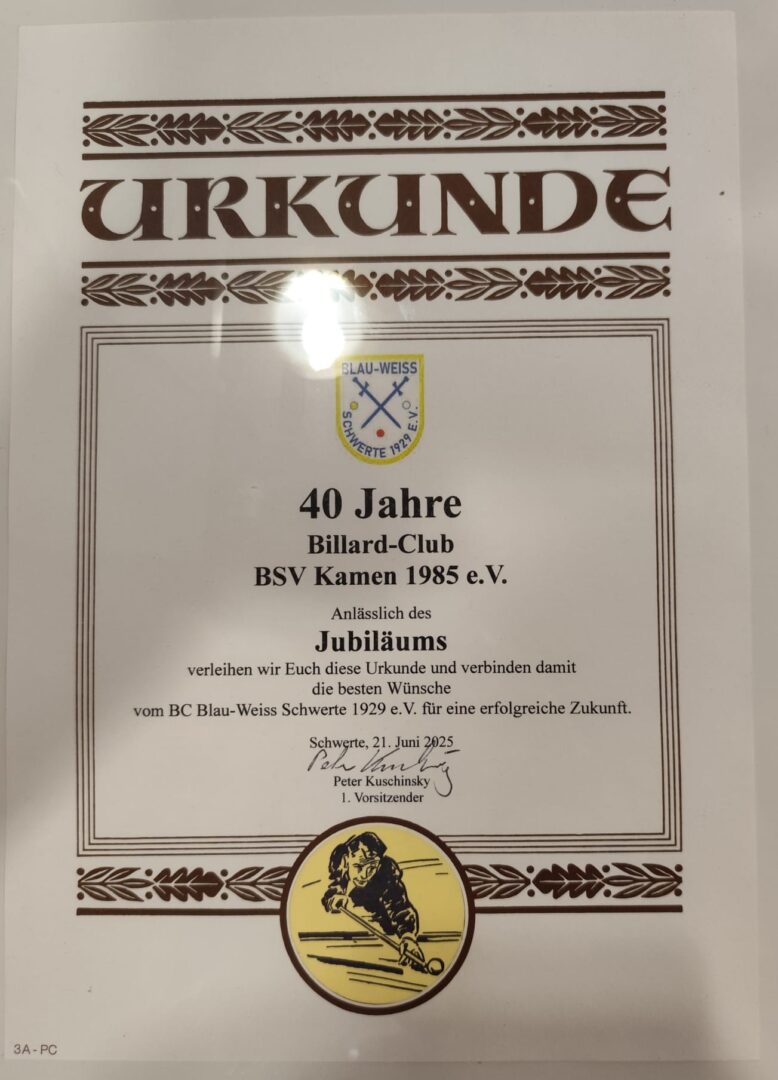 URKUNDE
BLAU-WEISS
SCHWERTE 1929 E.V.
40 Jahre
Billard-Club
BSV Kamen 1985 e.V.
Anlässlich des
Jubiläums
verleihen wir Euch diese Urkunde und verbinden damit
die besten Wünsche
vom BC Blau-Weiss Schwerte 1929 e.V. für eine erfolgreiche Zukunft.
Schwerte, 21. Juni 2025
Peter Kuschinsky
1. Vorsitzender
3A - PC